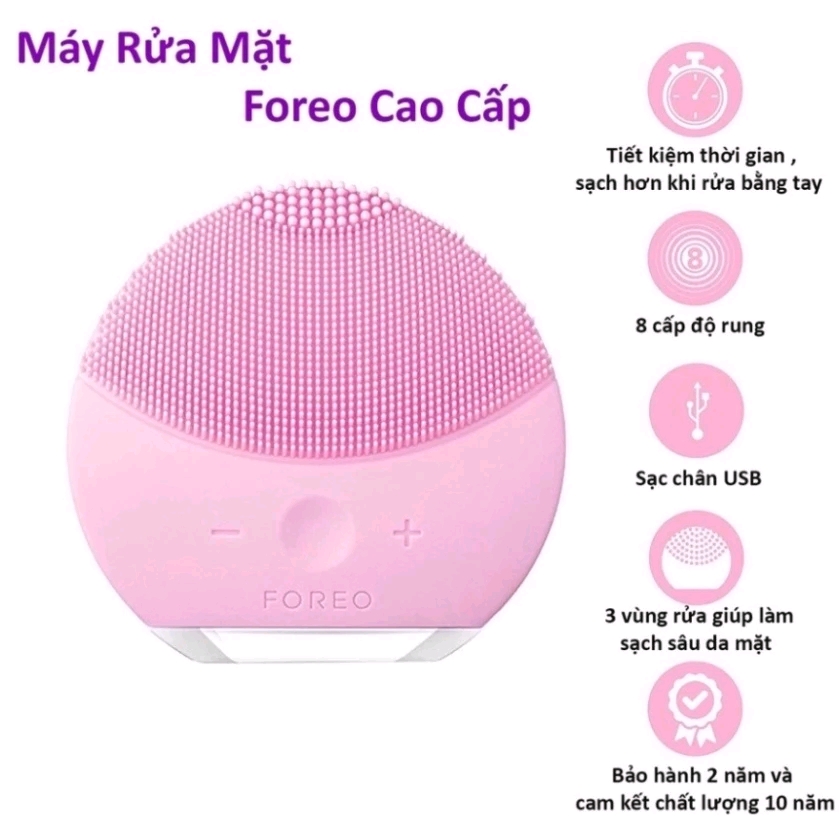 Máy Rửa Mặt
Foreo Cao Cấp
Tiết kiệm thời gian ,
sạch hơn khi rửa bằng tay
8
8 cấp độ rung
Sạc chân USB
FOREO
3 vùng rửa giúp làm
sạch sâu da mặt
Bảo hành 2 năm và
cam kết chất lượng 10 năm